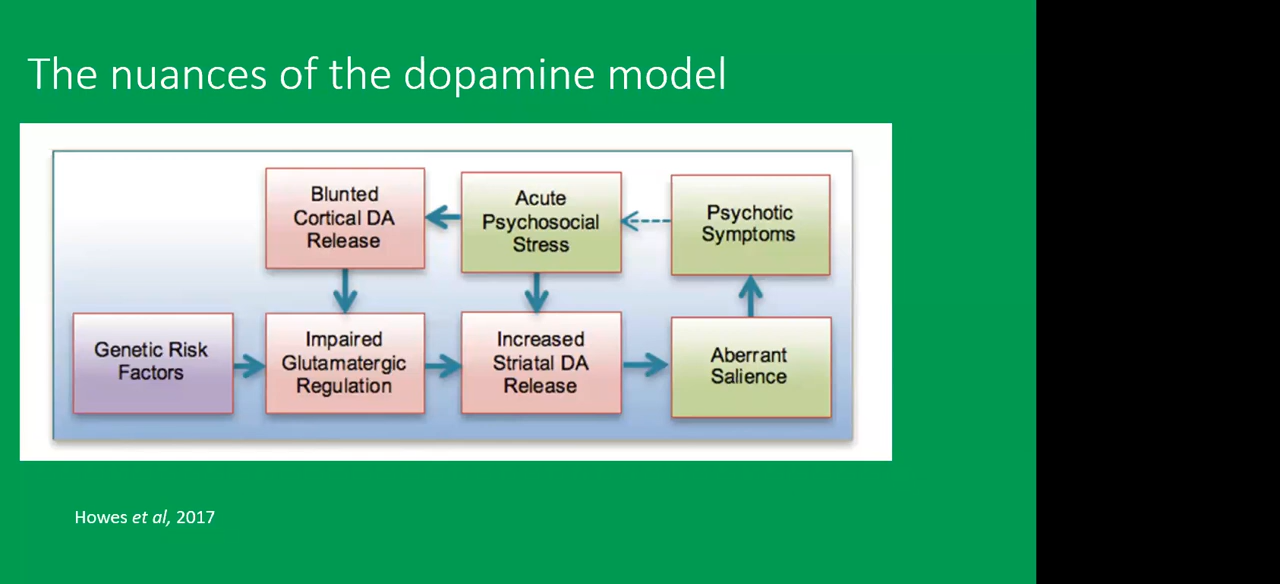 The nuances of the dopamine model
Blunted
Cortical DA
Release
Acute
Psychosocial
Stress
Psychotic
Symptoms
Genetic Risk
Factors
Impaired
Glutamatergic
Regulation
Increased
Striatal DA
Release
Aberrant
Salience
Howes et al, 2017